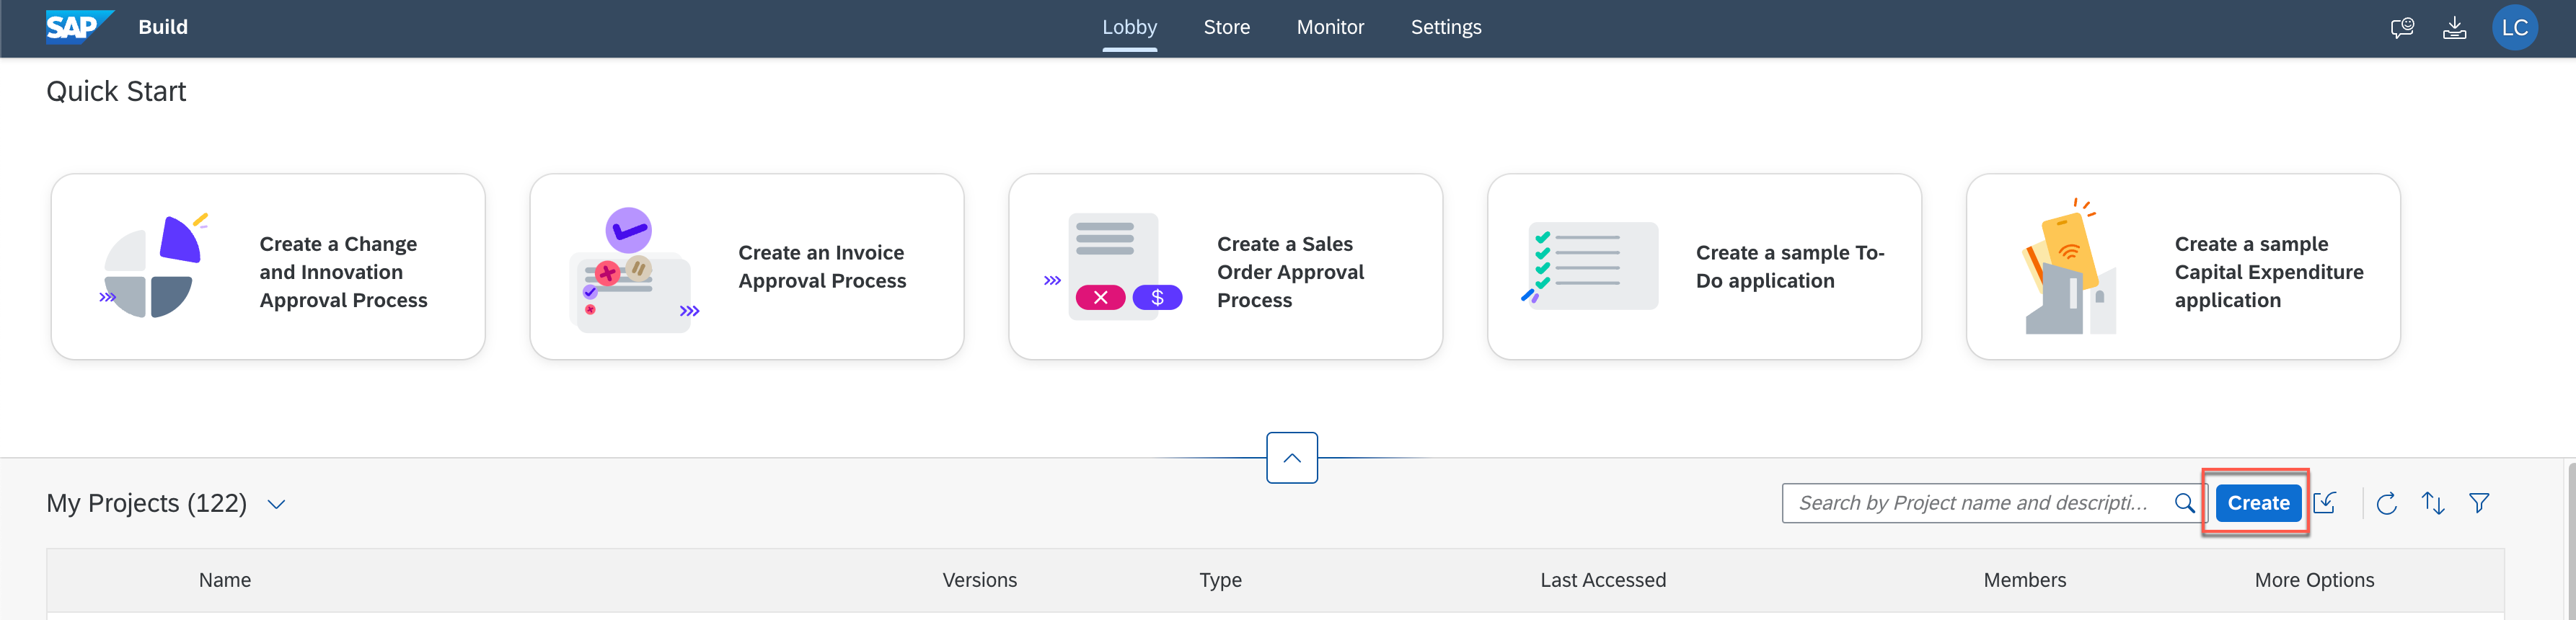 SAP Build Lobby Store Monitor Settings LC
Quick Start
Create a Change
and Innovation
Approval Process
Create an Invoice
Approval Process
Create a Sales
Order Approval
Process
$
Create a sample To-
Do application
Create a sample
Capital Expenditure
application
My Projects (122) Search by Project name and descripti... Create
Name Versions Type Last Accessed Members More Options